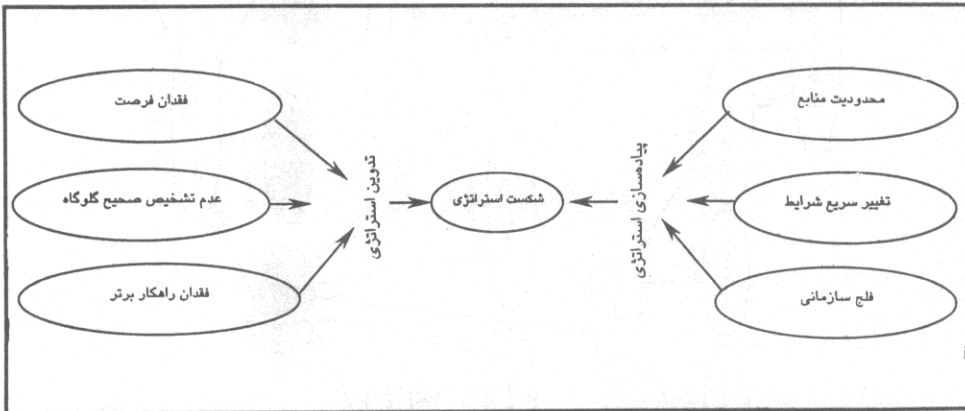 محدودیت منابع
تغییر سریع شرایط
فلج سازمانی
پیاده‌سازی استراتژی
شکست استراتژی
تدوین استراتژی
فقدان فرصت
عدم تشخیص صحیح گلوگاه
فقدان راهکار برتر